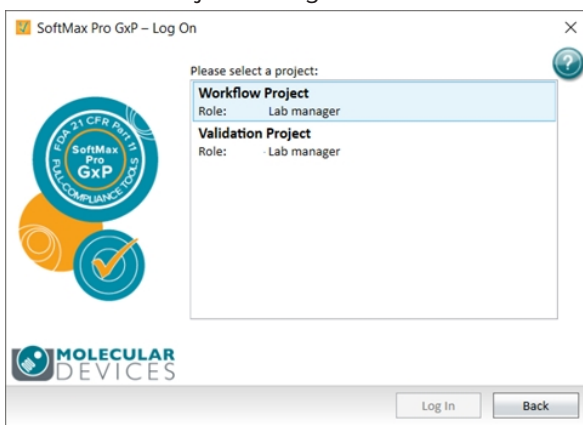 SoftMax Pro GxP – Log On
Please select a project:
Workflow Project
Role: Lab manager
Validation Project
Role: Lab manager
FDA 21 CFR Part 11
SoftMax
Pro
GxP
FULL-COMPLIANCE TOOLS
MOLECULAR
DEVICES
Log In
Back